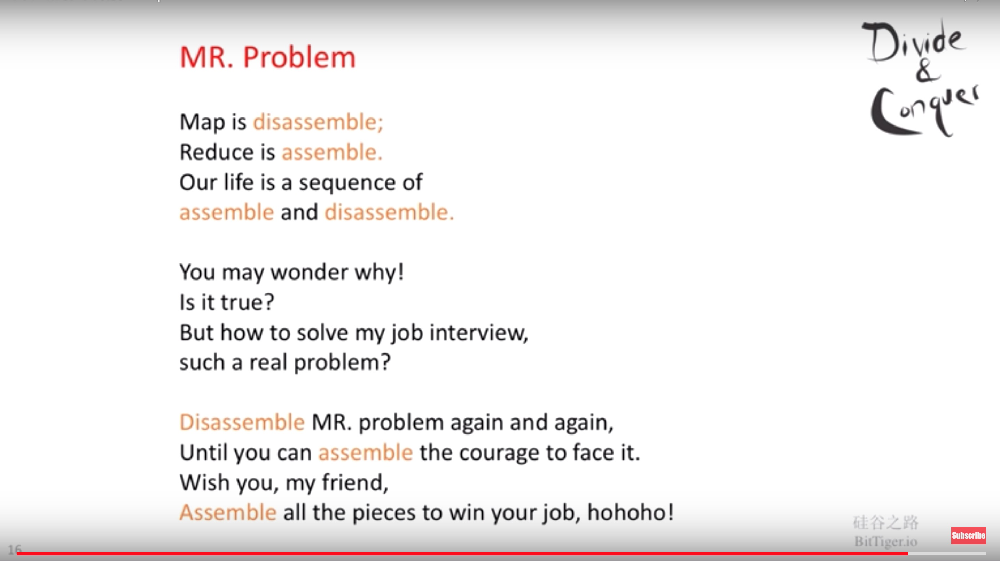 MR. Problem
Divide
&
Conquer
Map is disassemble;
Reduce is assemble.
Our life is a sequence of
assemble and disassemble.
You may wonder why!
Is it true?
But how to solve my job interview,
such a real problem?
Disassemble MR. problem again and again,
Until you can assemble the courage to face it.
Wish you, my friend,
Assemble all the pieces to win your job, hohoho!
硅谷之路
BitTiger.io
Subscribe
16